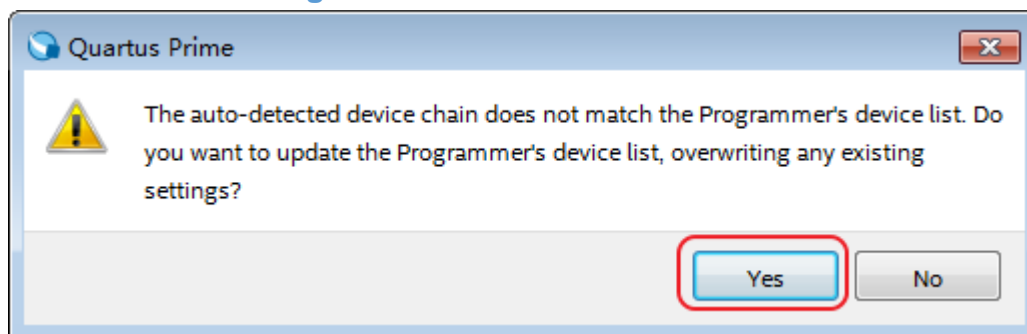 Quartus Prime
The auto-detected device chain does not match the Programmer's device list. Do
you want to update the Programmer's device list, overwriting any existing
settings?
Yes No